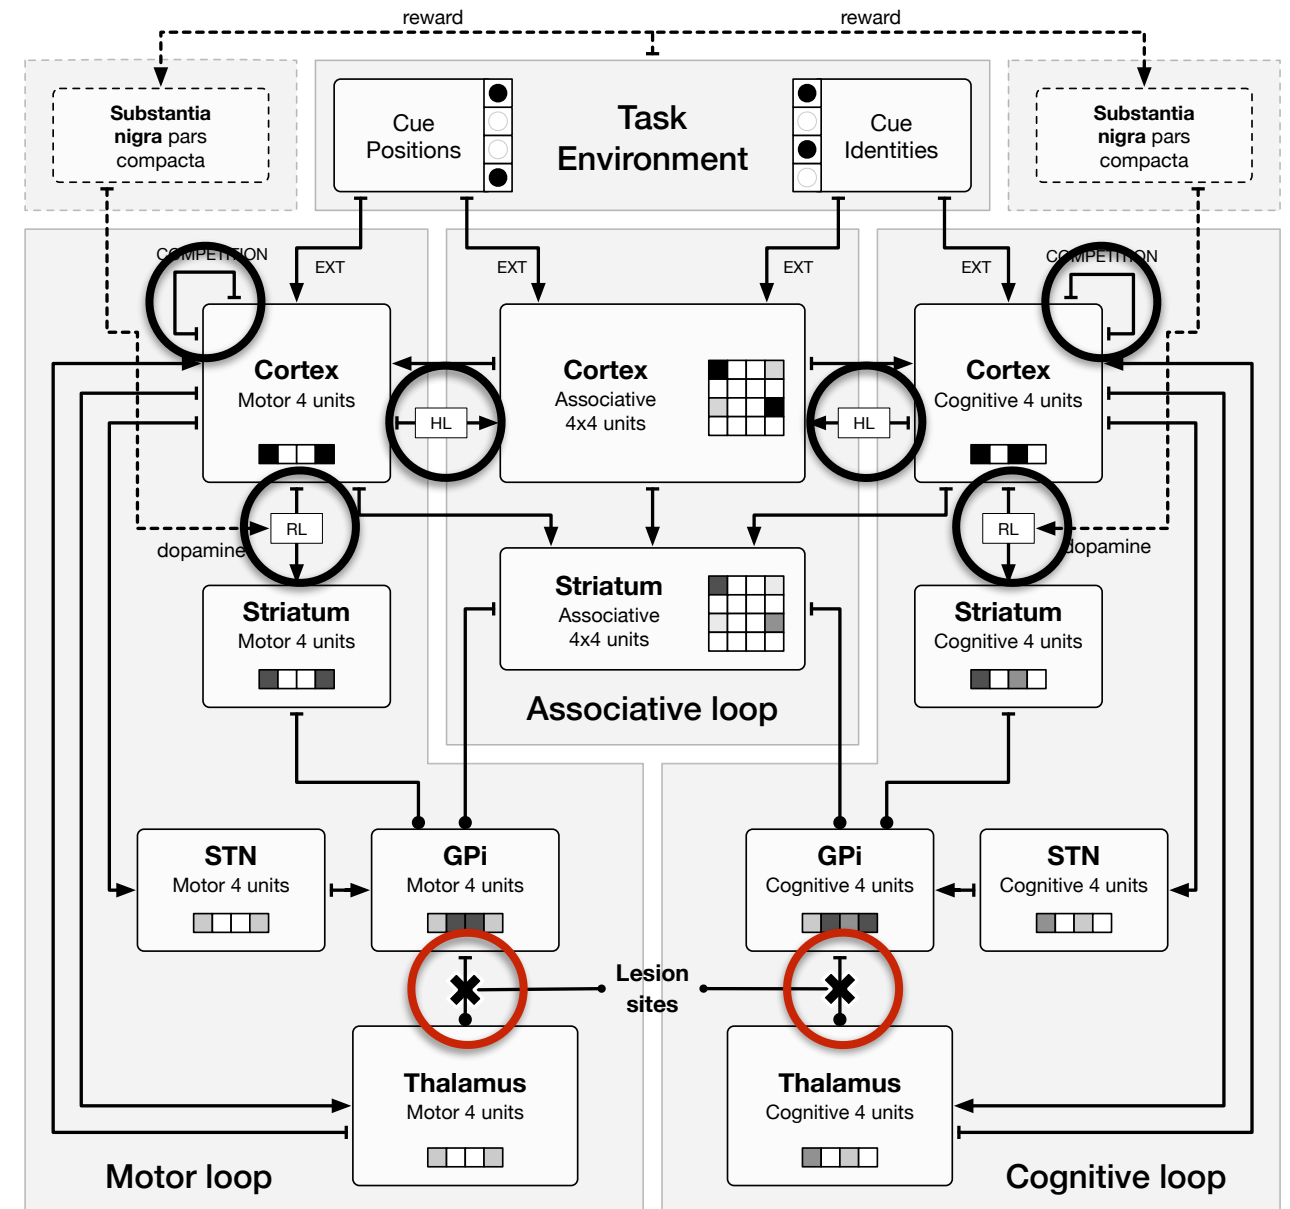 reward
reward
Substantia
nigra pars
compacta
Cue
Positions
Task
Environment
Cue
Identities
Substantia
nigra pars
compacta
COMPETITION
EXT
EXT
EXT
EXT
COMPETITION
Cortex
Motor 4 units
Cortex
Associative
4x4 units
Cortex
Cognitive 4 units
HL
HL
RL
dopamine
RL
dopamine
Striatum
Motor 4 units
Striatum
Associative
4x4 units
Striatum
Cognitive 4 units
Associative loop
STN
Motor 4 units
GPi
Motor 4 units
GPi
Cognitive 4 units
STN
Cognitive 4 units
Lesion
sites
Thalamus
Motor 4 units
Thalamus
Cognitive 4 units
Motor loop
Cognitive loop